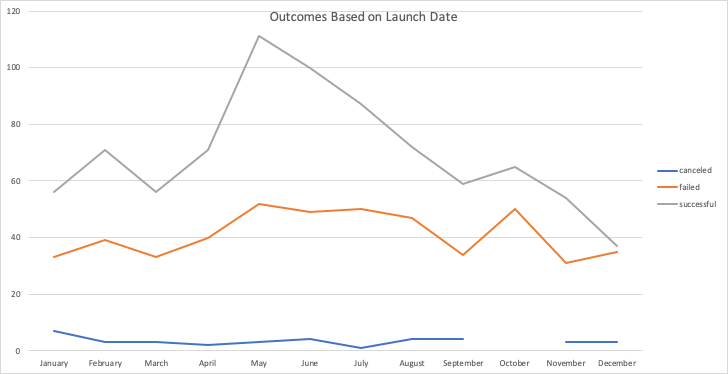 Outcomes Based on Launch Date
120
100
80
60
40
20
0
January February March April May June July August September October November December
canceled
failed
successful